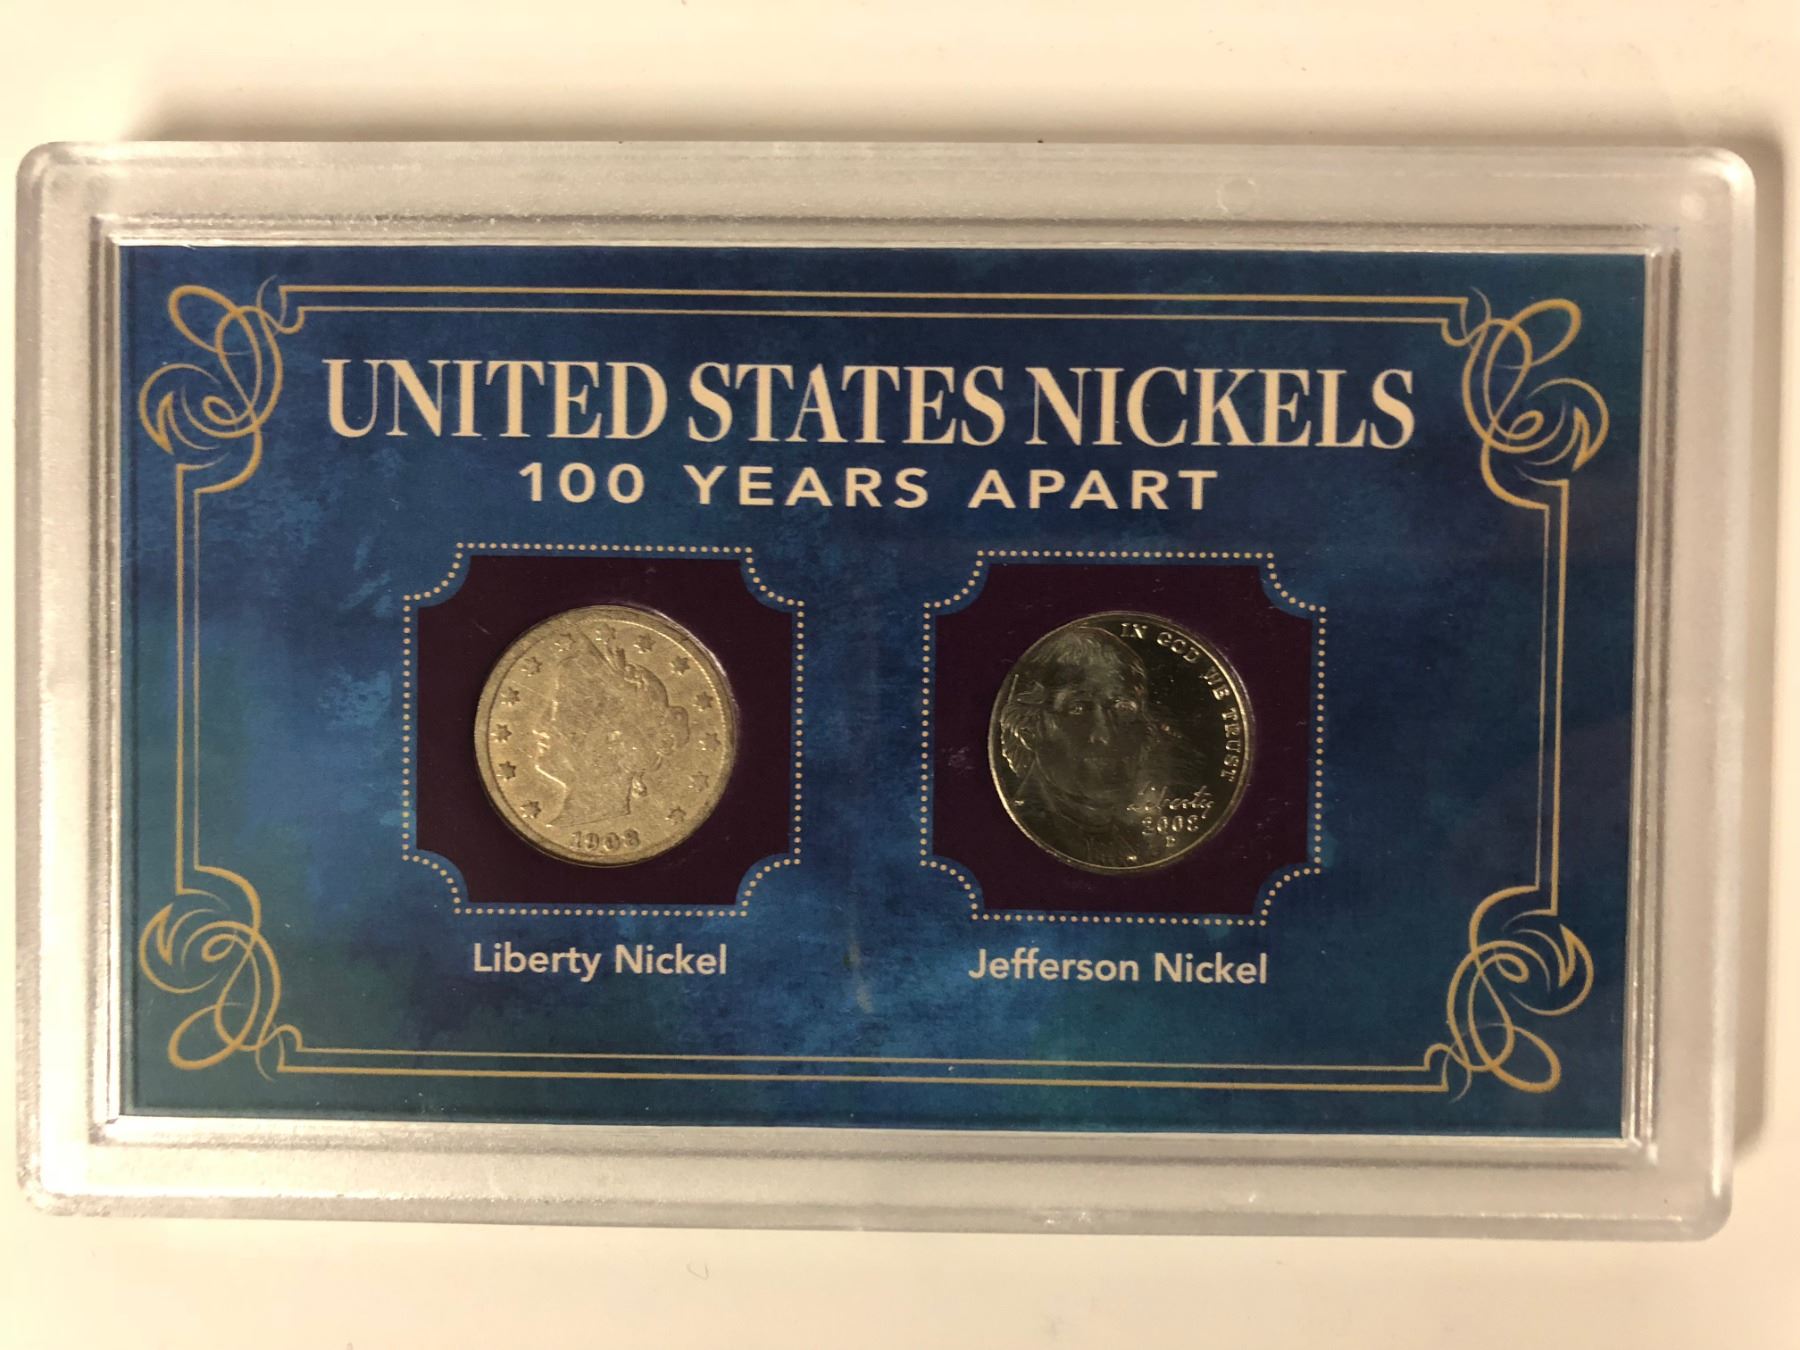 UNITED STATES NICKELS
100 YEARS APART
1908
IN GOD WE TRUST
Liberty
2008
P
Liberty Nickel
Jefferson Nickel